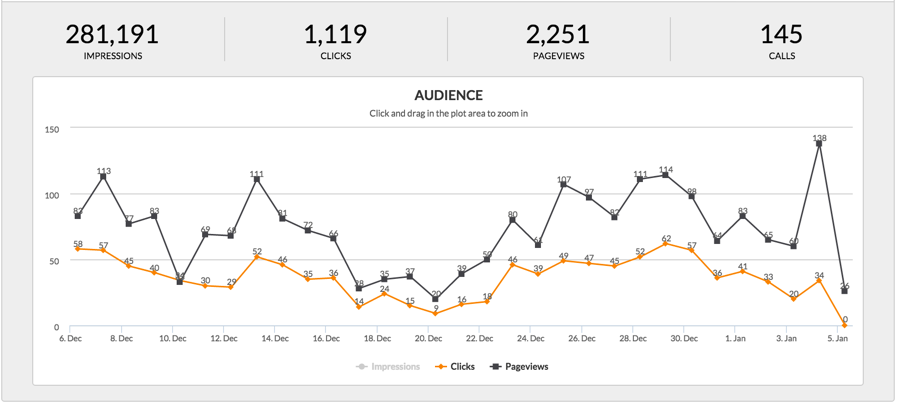 281,191 1,119 2,251 145
IMPRESSIONS CLICKS PAGEVIEWS CALLS
AUDIENCE
Click and drag in the plot area to zoom in
150
100
50
0
83 113 77 83 69 68 111 81 72 66 28 35 37 20 39 50 80 61 107 97 82 111 114 98 64 83 65 60 138 26
58 57 45 40 34 30 29 52 46 35 36 14 24 15 9 16 18 46 39 49 47 45 52 62 57 36 41 33 20 34 0
6. Dec 8. Dec 10. Dec 12. Dec 14. Dec 16. Dec 18. Dec 20. Dec 22. Dec 24. Dec 26. Dec 28. Dec 30. Dec 1. Jan 3. Jan 5. Jan
Impressions Clicks Pageviews